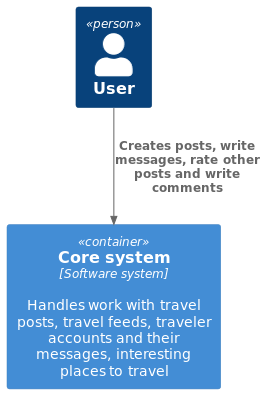 «person»
User
Creates posts, write
messages, rate other
posts and write
comments
«container»
Core system
[Software system]
Handles work with travel
posts, travel feeds, traveler
accounts and their
messages, interesting
places to travel